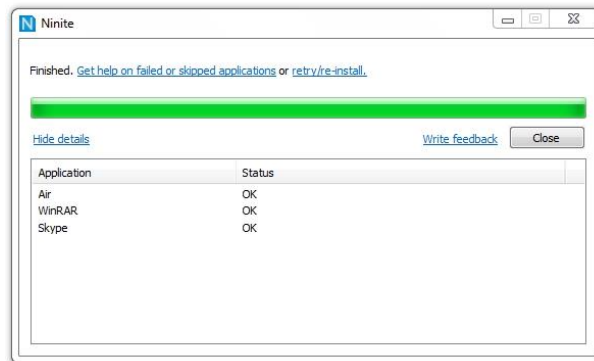 Ninite
Finished. Get help on failed or skipped applications or retry/re-install.
Hide details
Write feedback
Close
Application Status
Air OK
WinRAR OK
Skype OK